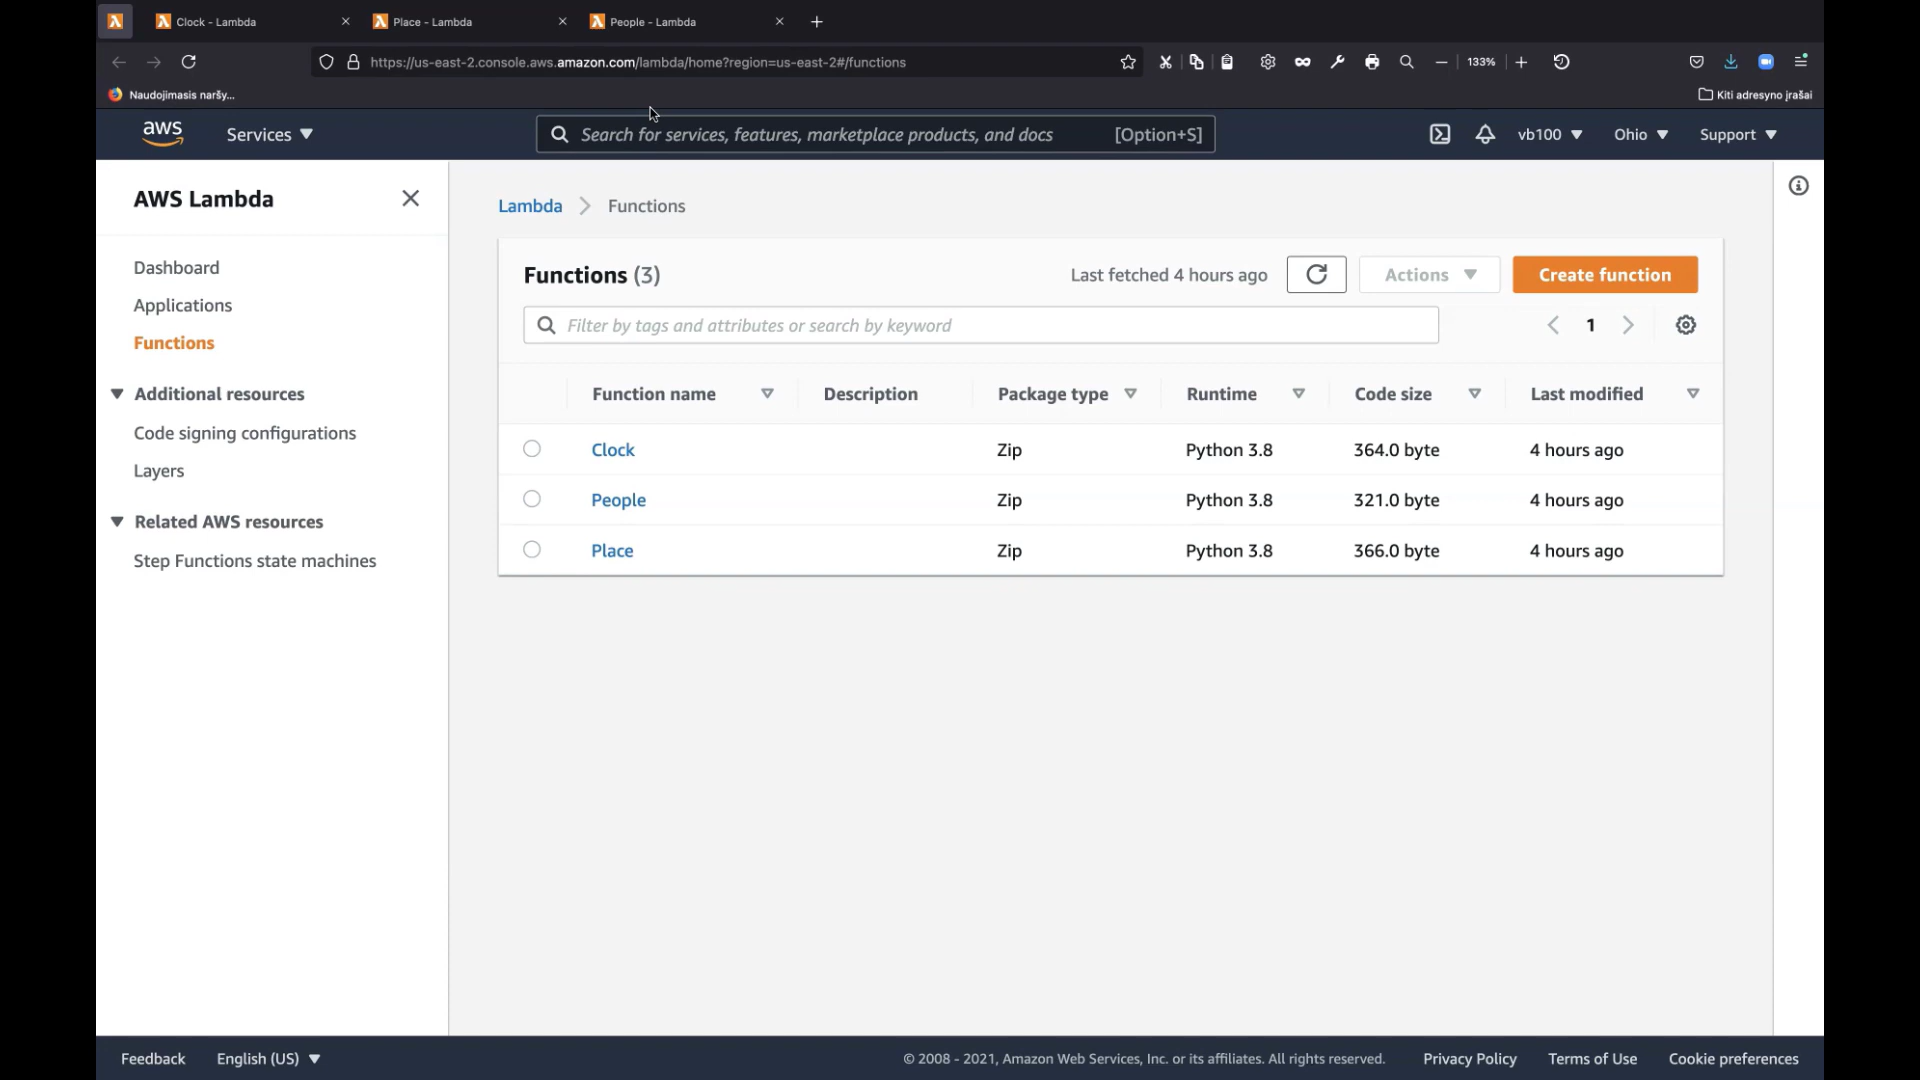 Clock - Lambda
Place - Lambda
People - Lambda
https://us-east-2.console.aws.amazon.com/lambda/home?region=us-east-2#/functions
133%
Naudojimasis naršy...
Kiti adresyno įrašai
aws
Services
Search for services, features, marketplace products, and docs
[Option+S]
vb100
Ohio
Support
AWS Lambda
Dashboard
Applications
Functions
Additional resources
Code signing configurations
Layers
Related AWS resources
Step Functions state machines
Lambda
Functions
Functions (3)
Last fetched 4 hours ago
Actions
Create function
Filter by tags and attributes or search by keyword
1
Function name Description Package type Runtime Code size Last modified
Clock Zip Python 3.8 364.0 byte 4 hours ago
People Zip Python 3.8 321.0 byte 4 hours ago
Place Zip Python 3.8 366.0 byte 4 hours ago
Feedback
English (US)
© 2008 - 2021, Amazon Web Services, Inc. or its affiliates. All rights reserved.
Privacy Policy
Terms of Use
Cookie preferences